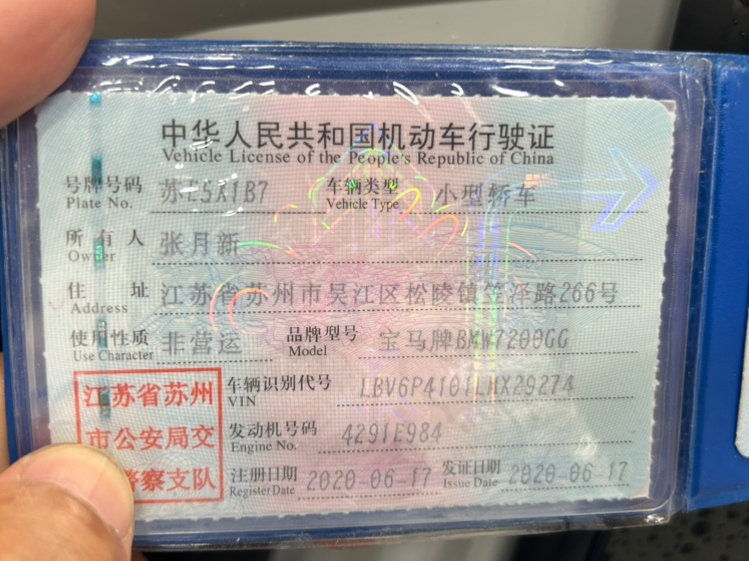 中华人民共和国机动车行驶证
Vehicle License of the People's Republic of China
号牌号码 苏E5X1B7 车辆类型 小型轿车
Plate No. Vehicle Type
所有人 张月新
Owner
住址 江苏省苏州市吴江区松陵镇笠泽路266号
Address
使用性质 非营运 品牌型号 宝马牌BMW7200GG
Use Character Model
江苏省苏州 车辆识别代号 LBV6P4101LMX29274
VIN
市公安局交 发动机号码 4291E984
Engine No.
警察支队 注册日期 2020-06-17 发证日期 2020-06-17
Register Date Issue Date